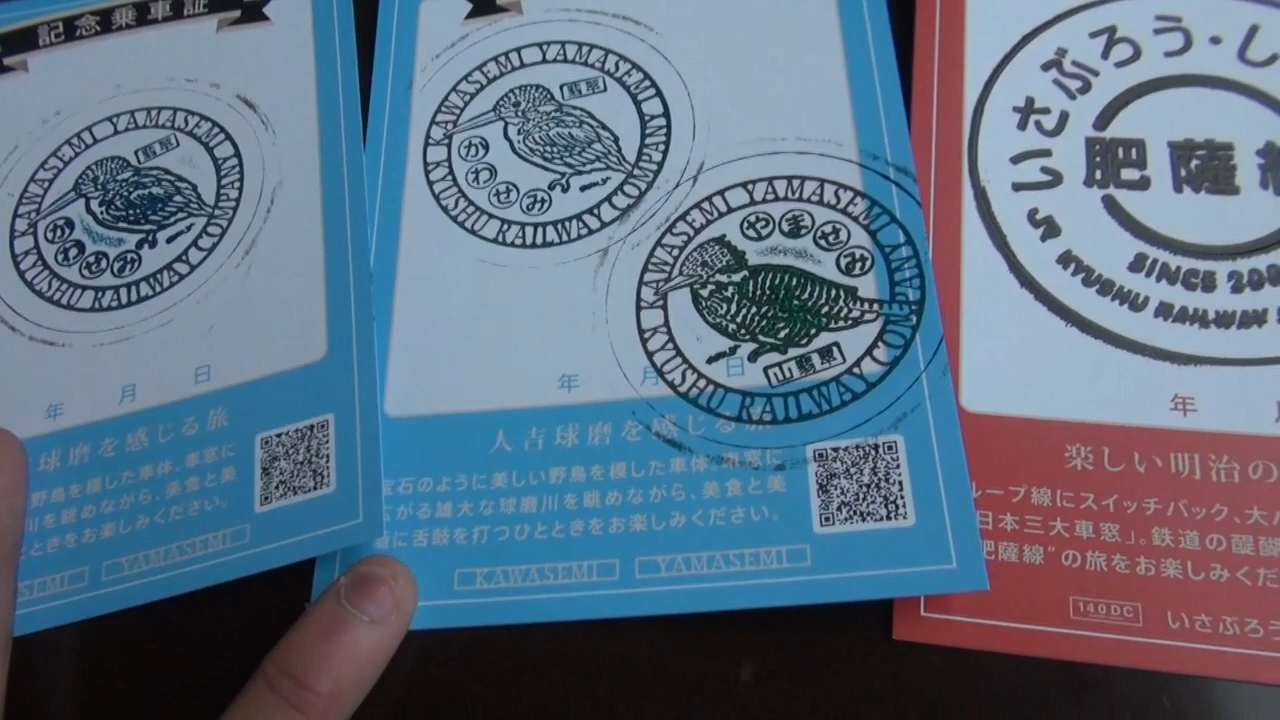 記念乗車証
KAWASEMI YAMASEMI AN
翡翠
かわせみ
KYUSHU RAILWAY COMPANY
年 月 日
球磨を感じる旅
野鳥を模した車体、車窓に
川を眺めながら、美食と美
ひとときをお楽しみください。
YAMASEMI
KAWASEMI YAMASEMI AN
翡翠
かわせみ
KYUSHU RAILWAY COMPANY
KAWASEMI YAMASEMI AN
やませみ
山翡翠
KYUSHU RAILWAY COMPANY
年 月 日
人吉球磨を感じる旅
宝石のように美しい野鳥を模した車体、車窓に
がる雄大な球磨川を眺めながら、美食と美
に舌鼓を打つひとときをお楽しみください。
KAWASEMI YAMASEMI
いさぶろう・し
肥薩
SINCE 200
KYUSHU RAILWAY
年
楽しい明治の
ループ線にスイッチバック、大
日本三大車窓」。鉄道の醍醐
肥薩線”の旅をお楽しみくだ
140DC いさぶろう